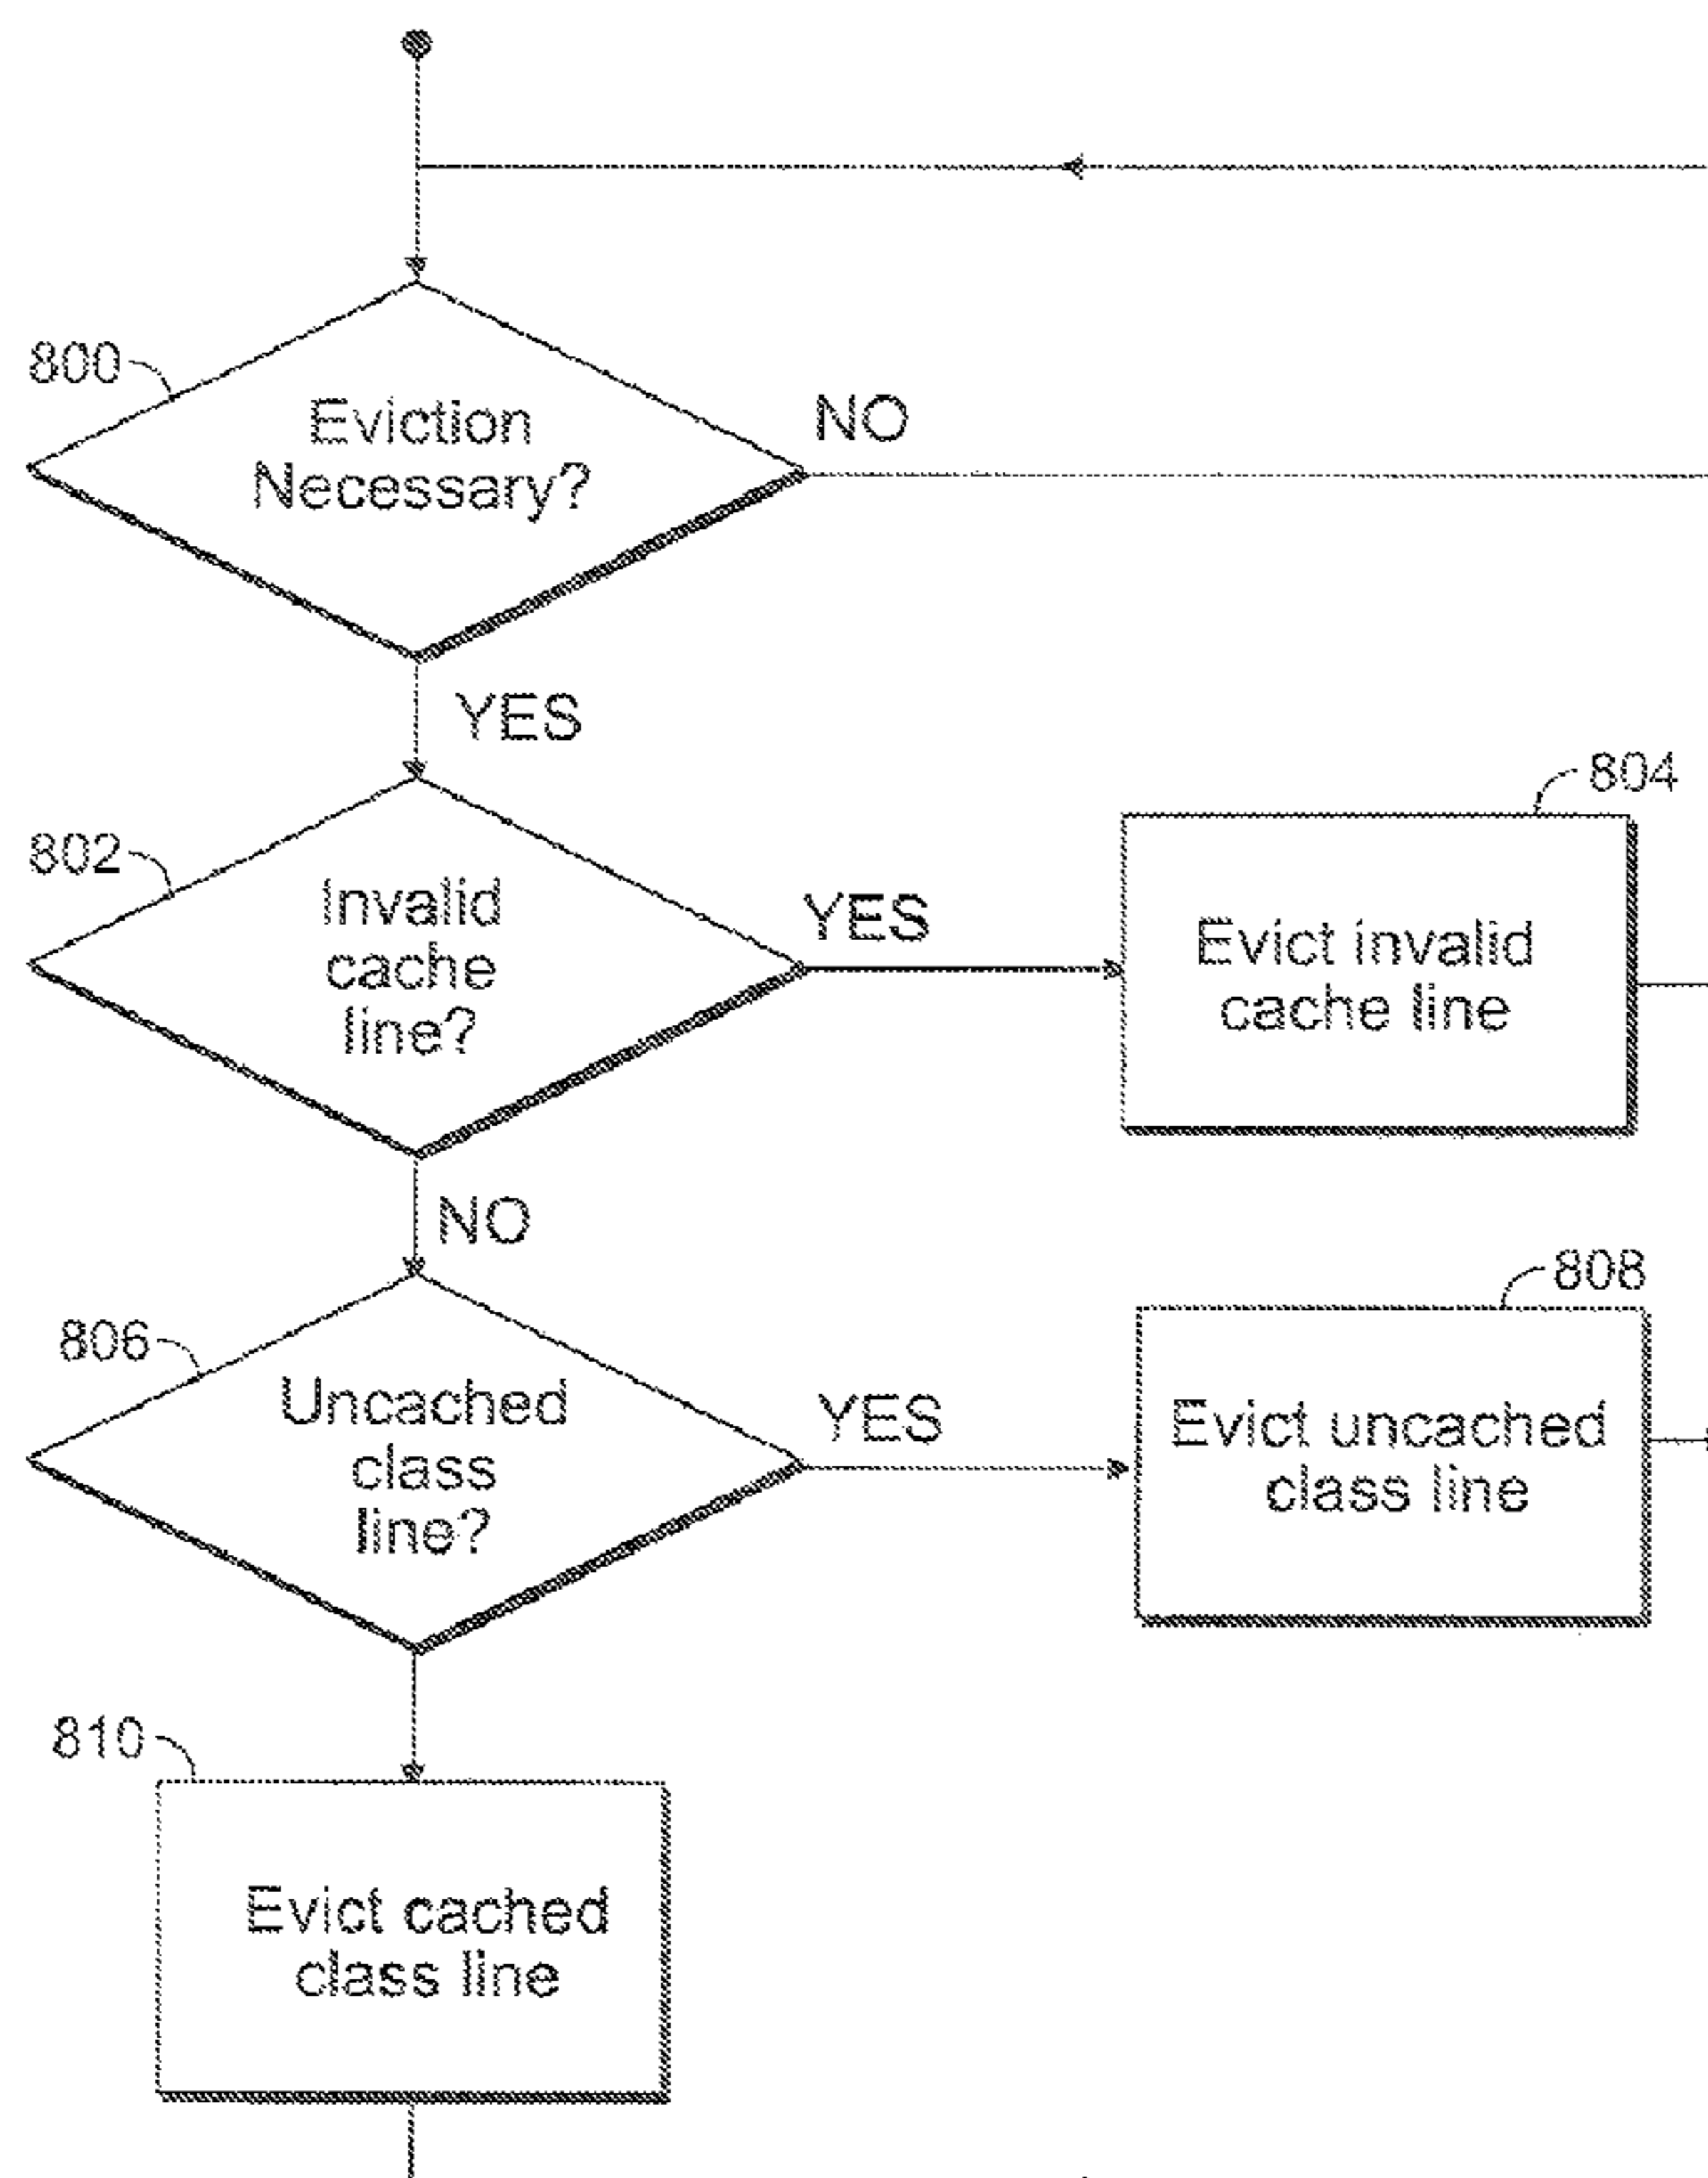 800
Eviction
Necessary?
NO
YES
802
Invalid
cache
line?
YES
804
Evict invalid
cache line
NO
806
Uncached
class
line?
YES
808
Evict uncached
class line
810
Evict cached
class line